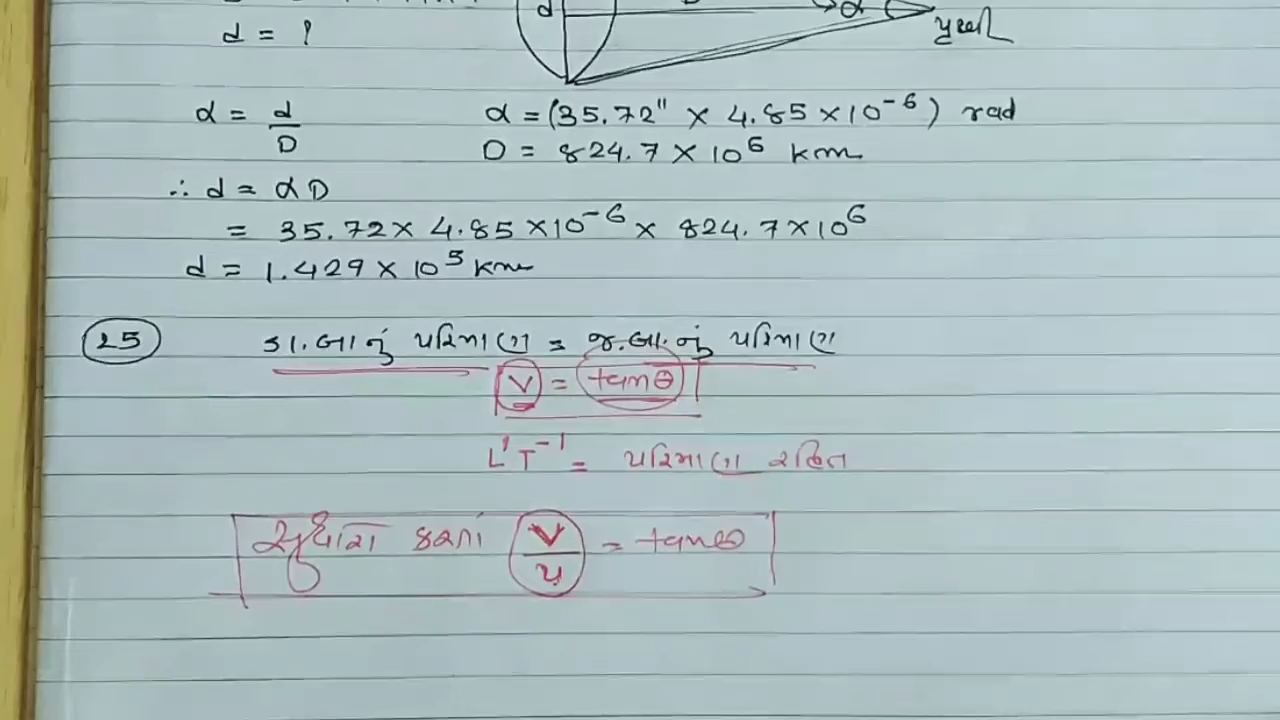 d = ?
d
α
પૃથ્વી
α = d/D
α = (35.72" × 4.85 × 10⁻⁶) rad
D = 824.7 × 10⁶ km
∴ d = αD
= 35.72 × 4.85 × 10⁻⁶ × 824.7 × 10⁶
d = 1.429 × 10⁵ km
25
ડા.બાનું પરિમાણ = જ.બા.નું પરિમાણ
v = tanθ
L¹T⁻¹ = પરિમાણ રહિત
સુધારો કરતાં v/u = tanθ